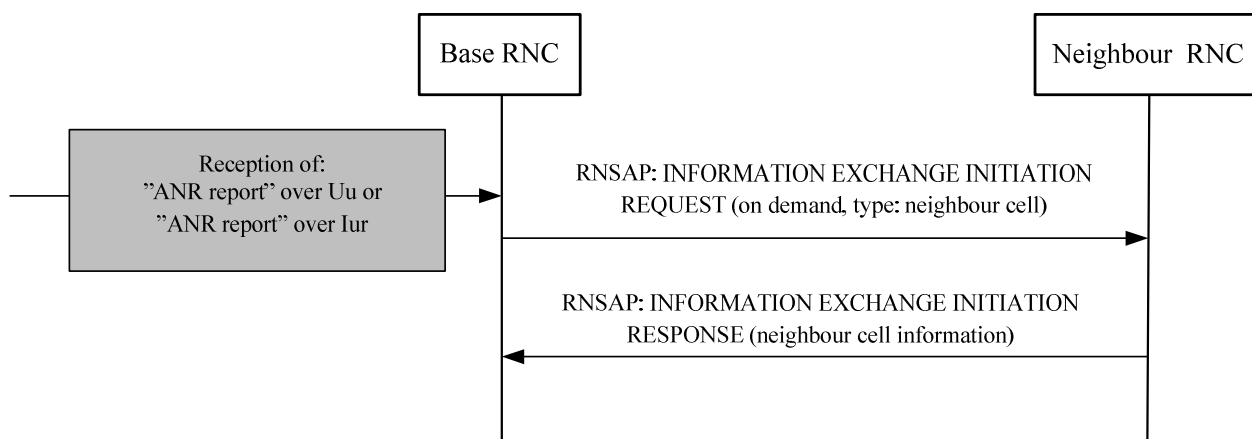 Base RNC
Neighbour RNC
Reception of:
”ANR report” over Uu or
”ANR report” over Iur
RNSAP: INFORMATION EXCHANGE INITIATION
REQUEST (on demand, type: neighbour cell)
RNSAP: INFORMATION EXCHANGE INITIATION
RESPONSE (neighbour cell information)